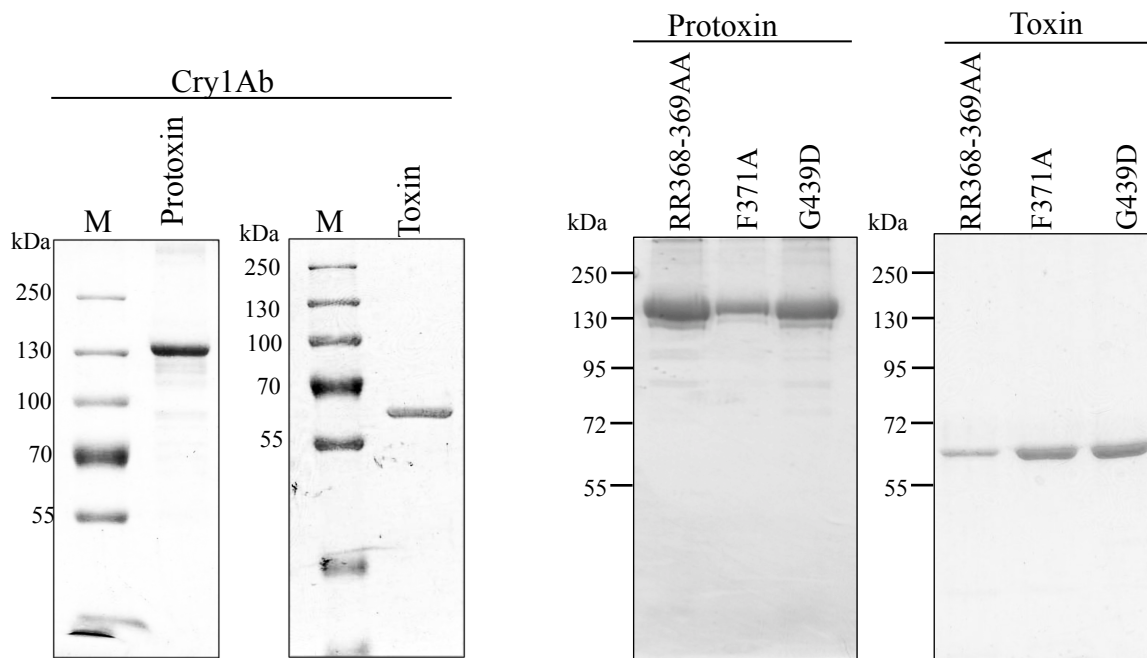 Cry1Ab
Protoxin
M
kDa
250
130
100
70
55
Toxin
M
kDa
250
130
100
70
55
Protoxin
RR368-369AA
F371A
G439D
kDa
250
130
95
72
55
Toxin
RR368-369AA
F371A
G439D
kDa
250
130
95
72
55